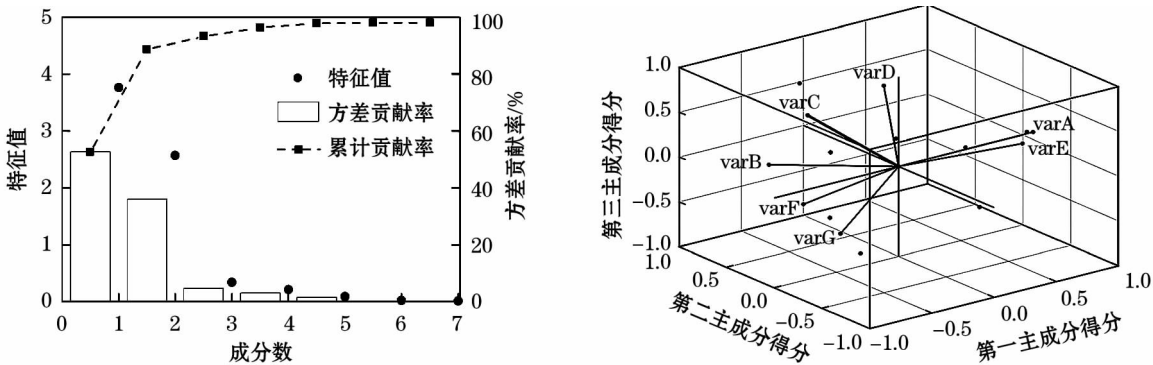 5
4
3
2
1
0
特征值
0 1 2 3 4 5 6 7
成分数
100
80
60
40
20
0
方差贡献率/%
特征值
方差贡献率
累计贡献率
1.0
0.5
0.0
-0.5
-1.0
第三主成分得分
1.0
0.5
0.0
-0.5
-1.0
第二主成分得分
-1.0
-0.5
0.0
0.5
1.0
第一主成分得分
varD
varC
varA
varE
varB
varF
varG